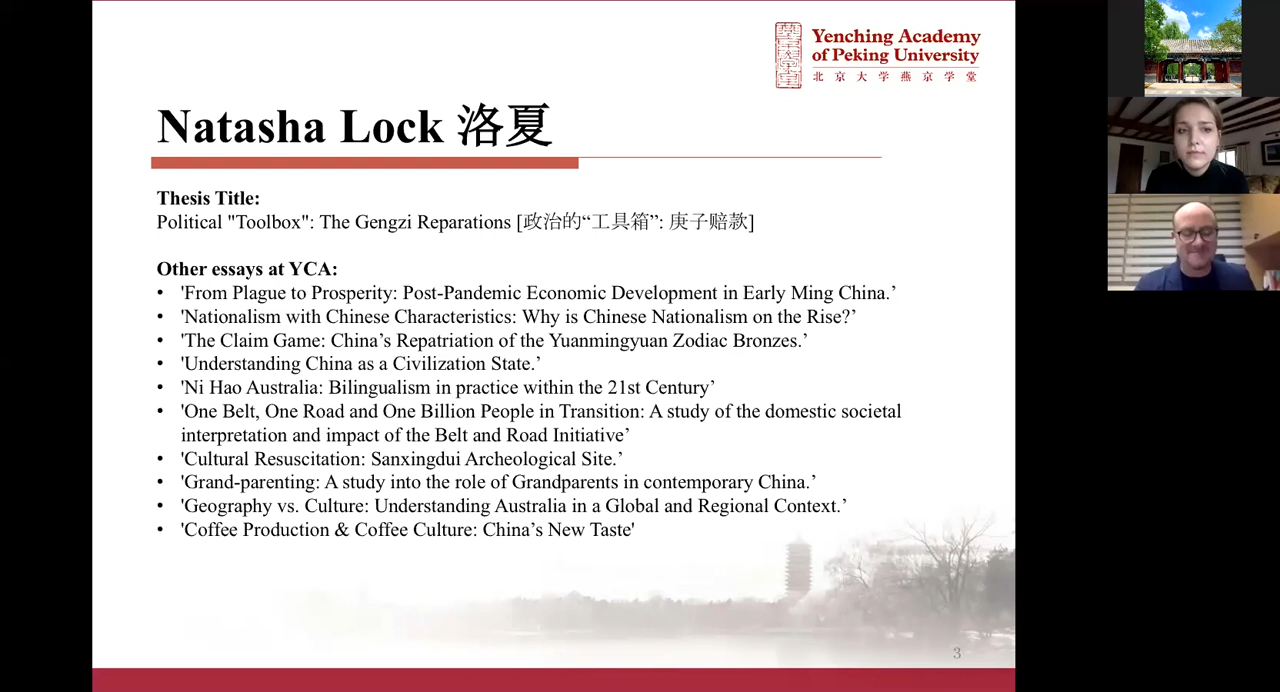 Yenching Academy
of Peking University
北京大学燕京学堂
Natasha Lock 洛夏
Thesis Title:
Political "Toolbox": The Gengzi Reparations [政治的“工具箱”: 庚子赔款]
Other essays at YCA:
• 'From Plague to Prosperity: Post-Pandemic Economic Development in Early Ming China.’
• 'Nationalism with Chinese Characteristics: Why is Chinese Nationalism on the Rise?’
• 'The Claim Game: China’s Repatriation of the Yuanmingyuan Zodiac Bronzes.’
• 'Understanding China as a Civilization State.’
• 'Ni Hao Australia: Bilingualism in practice within the 21st Century’
• 'One Belt, One Road and One Billion People in Transition: A study of the domestic societal
interpretation and impact of the Belt and Road Initiative’
• 'Cultural Resuscitation: Sanxingdui Archeological Site.’
• 'Grand-parenting: A study into the role of Grandparents in contemporary China.’
• 'Geography vs. Culture: Understanding Australia in a Global and Regional Context.’
• 'Coffee Production & Coffee Culture: China’s New Taste'
3